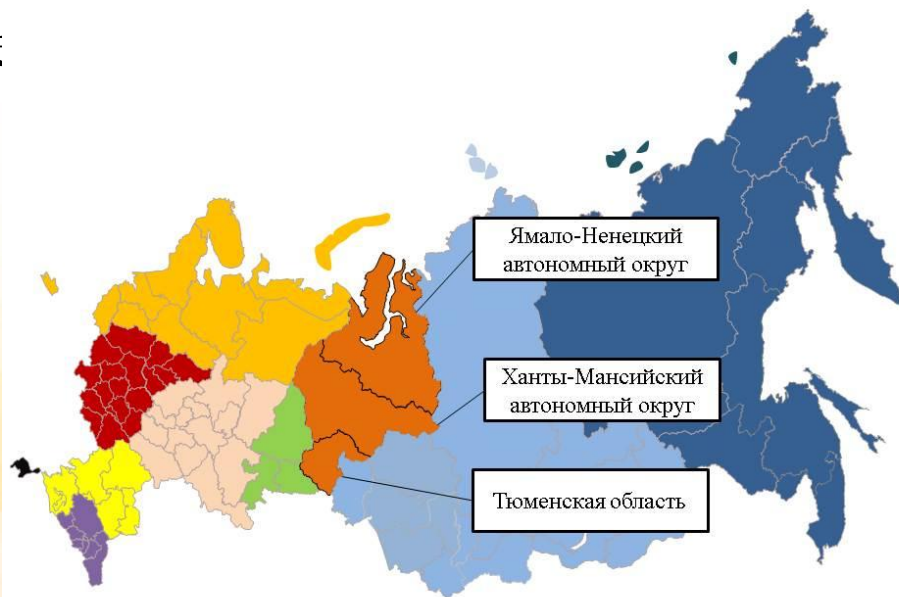 Ямало-Ненецкий
автономный округ
Ханты-Мансийский
автономный округ
Тюменская область